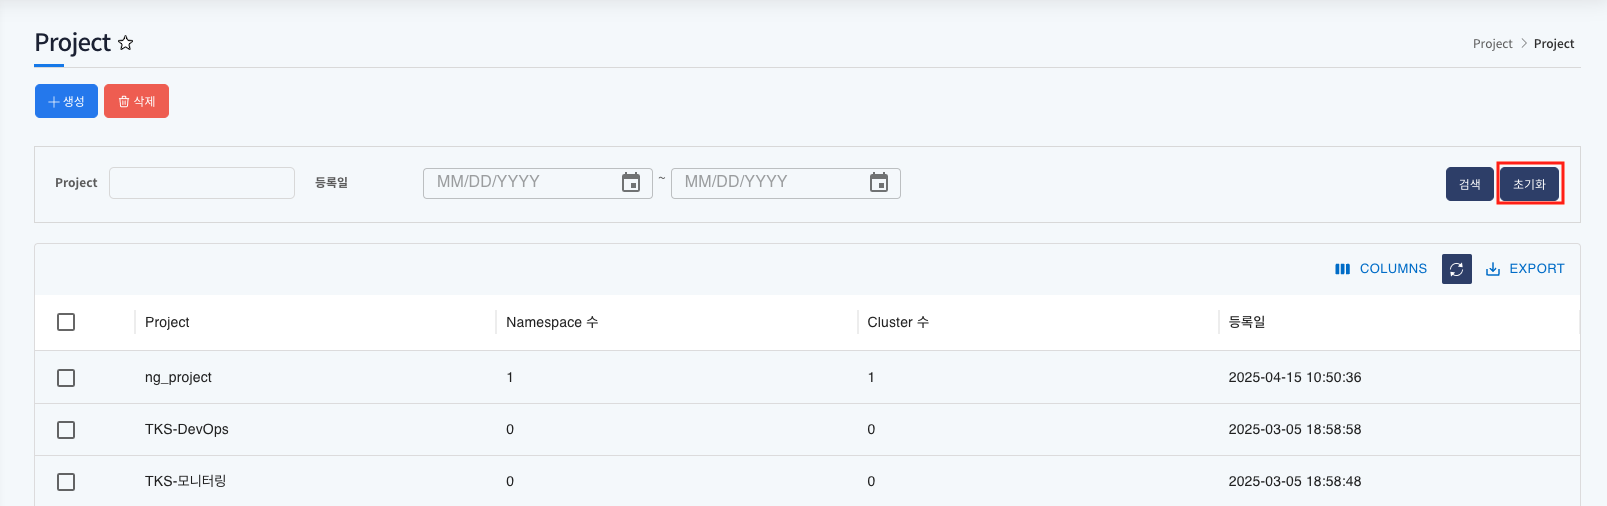 Project
Project > Project
생성 삭제
Project 등록일 MM/DD/YYYY ~ MM/DD/YYYY 검색 초기화
COLUMNS EXPORT
Project Namespace 수 Cluster 수 등록일
ng_project 1 1 2025-04-15 10:50:36
TKS-DevOps 0 0 2025-03-05 18:58:58
TKS-모니터링 0 0 2025-03-05 18:58:48